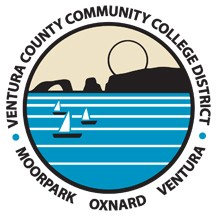 VENTURA COUNTY COMMUNITY COLLEGE DISTRICT
• MOORPARK OXNARD VENTURA •